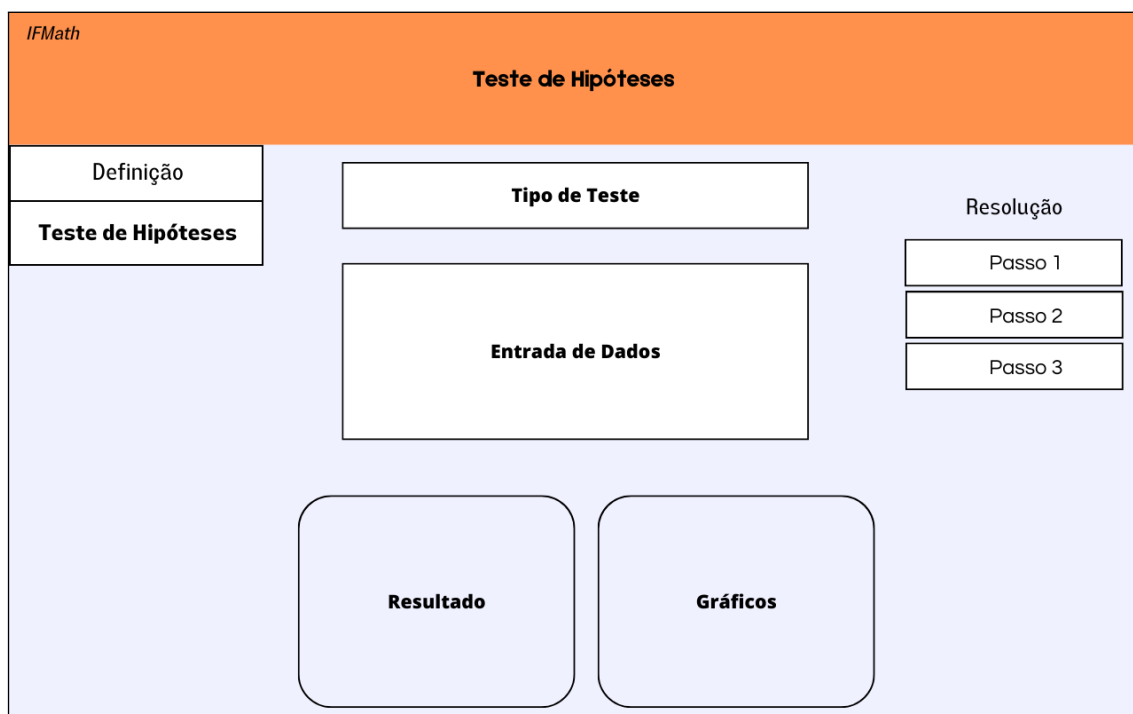 IFMath
Teste de Hipóteses
Definição
Teste de Hipóteses
Tipo de Teste
Entrada de Dados
Resolução
Passo 1
Passo 2
Passo 3
Resultado
Gráficos